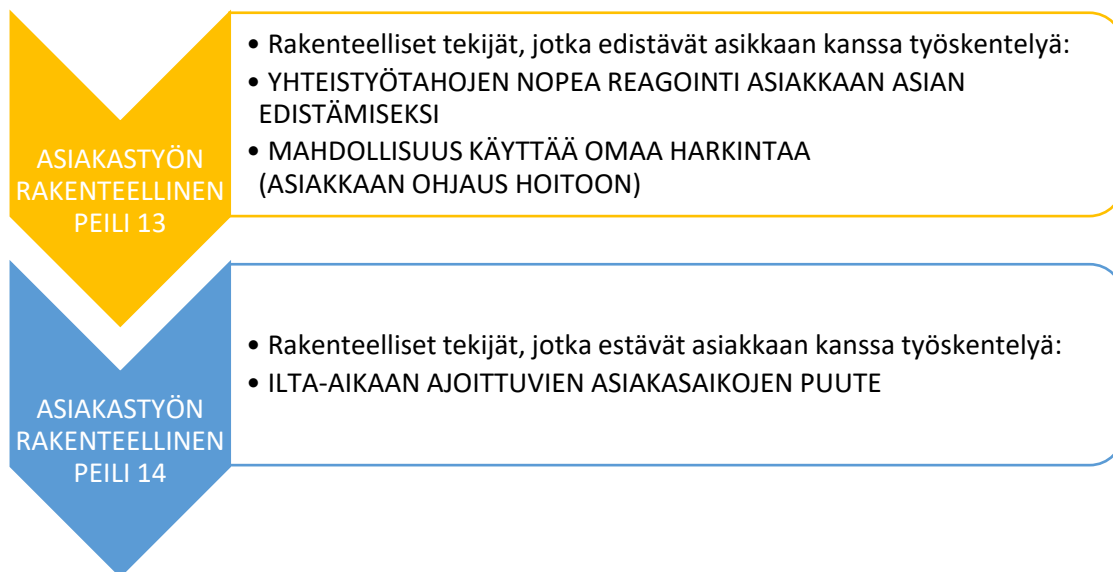 ASIAKASTYÖN
RAKENTEELLINEN
PEILI 13
• Rakenteelliset tekijät, jotka edistävät asikkaan kanssa työskentelyä:
• YHTEISTYÖTAHOJEN NOPEA REAGOINTI ASIAKKAAN ASIAN
EDISTÄMISEKSI
• MAHDOLLISUUS KÄYTTÄÄ OMAA HARKINTAA
(ASIAKKAAN OHJAUS HOITOON)
ASIAKASTYÖN
RAKENTEELLINEN
PEILI 14
• Rakenteelliset tekijät, jotka estävät asiakkaan kanssa työskentelyä:
• ILTA-AIKAAN AJOITTUVIEN ASIAKASAIKOJEN PUUTE